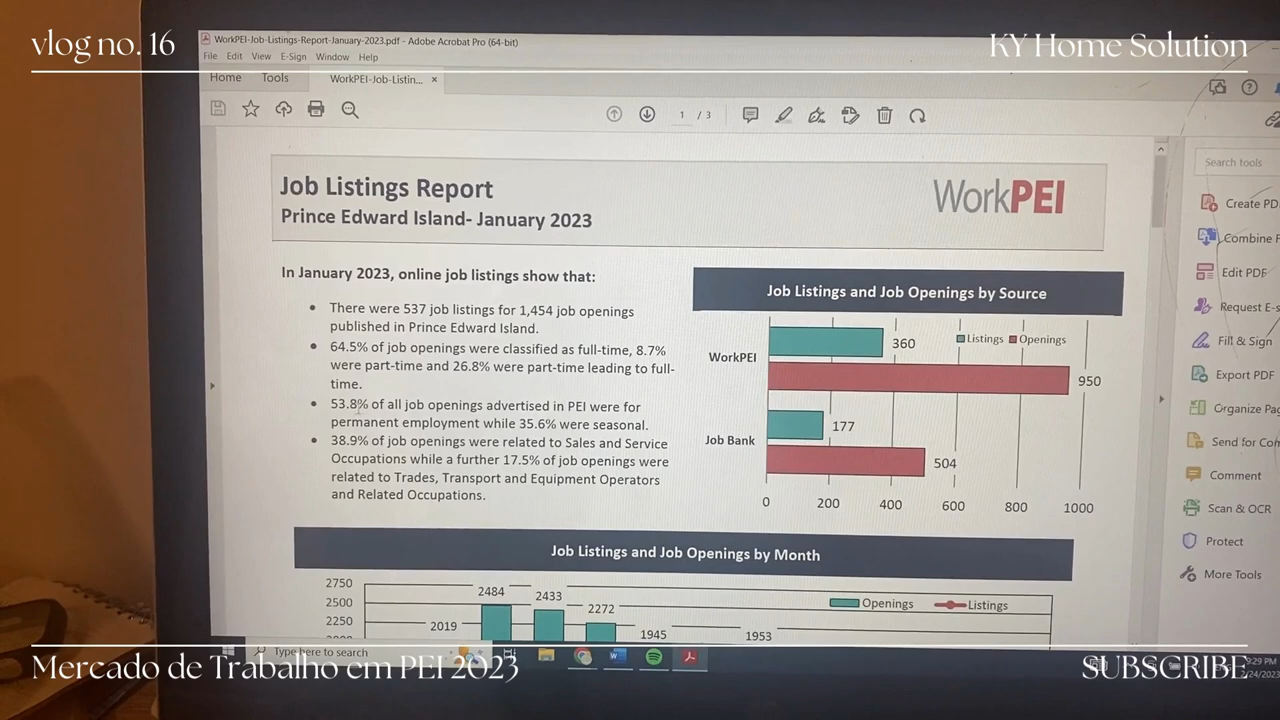 vlog no. 16
KY Home Solution
WorkPEI-Job-Listings-Report-January-2023.pdf - Adobe Acrobat Pro (64-bit)
File Edit View E-Sign Window Help
Home Tools WorkPEI-Job-Listin... ×
1 / 3
Search tools
Job Listings Report
Prince Edward Island- January 2023
WorkPEI
In January 2023, online job listings show that:
• There were 537 job listings for 1,454 job openings
published in Prince Edward Island.
• 64.5% of job openings were classified as full-time, 8.7%
were part-time and 26.8% were part-time leading to full-
time.
• 53.8% of all job openings advertised in PEI were for
permanent employment while 35.6% were seasonal.
• 38.9% of job openings were related to Sales and Service
Occupations while a further 17.5% of job openings were
related to Trades, Transport and Equipment Operators
and Related Occupations.
Job Listings and Job Openings by Source
Listings Openings
WorkPEI
360
950
Job Bank
177
504
0 200 400 600 800 1000
Create PD
Combine F
Edit PDF
Request E-s
Fill & Sign
Export PDF
Organize Pag
Send for Com
Comment
Scan & OCR
Protect
More Tools
Job Listings and Job Openings by Month
2750
2500
2250
2019
2484
2433
2272
1945
1953
Openings Listings
Type here to search
9:29 PM
2/24/2023
Mercado de Trabalho em PEI 2023
SUBSCRIBE